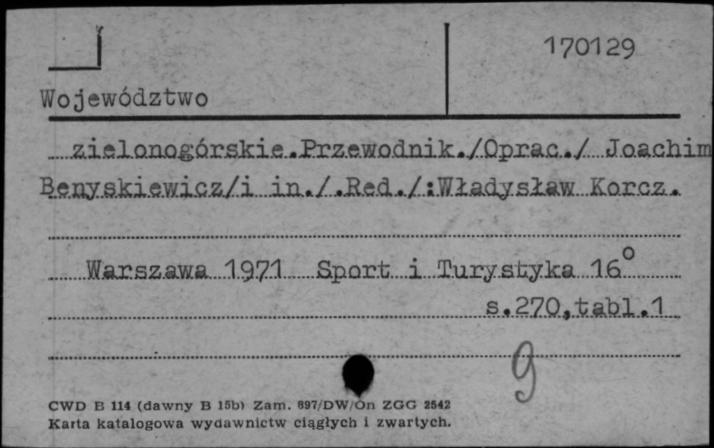 170129
Województwo
zielonogórskie.Przewodnik./Oprac./ Joachim
Benyskiewicz/i in./.Red./:Władysław Korcz.
Warszawa 1971 Sport i Turystyka 16°
s.270,tabl.1
9
CWD B 114 (dawny B 15b) Zam. 897/DW/On ZGG 2542
Karta katalogowa wydawnictw ciągłych i zwartych.